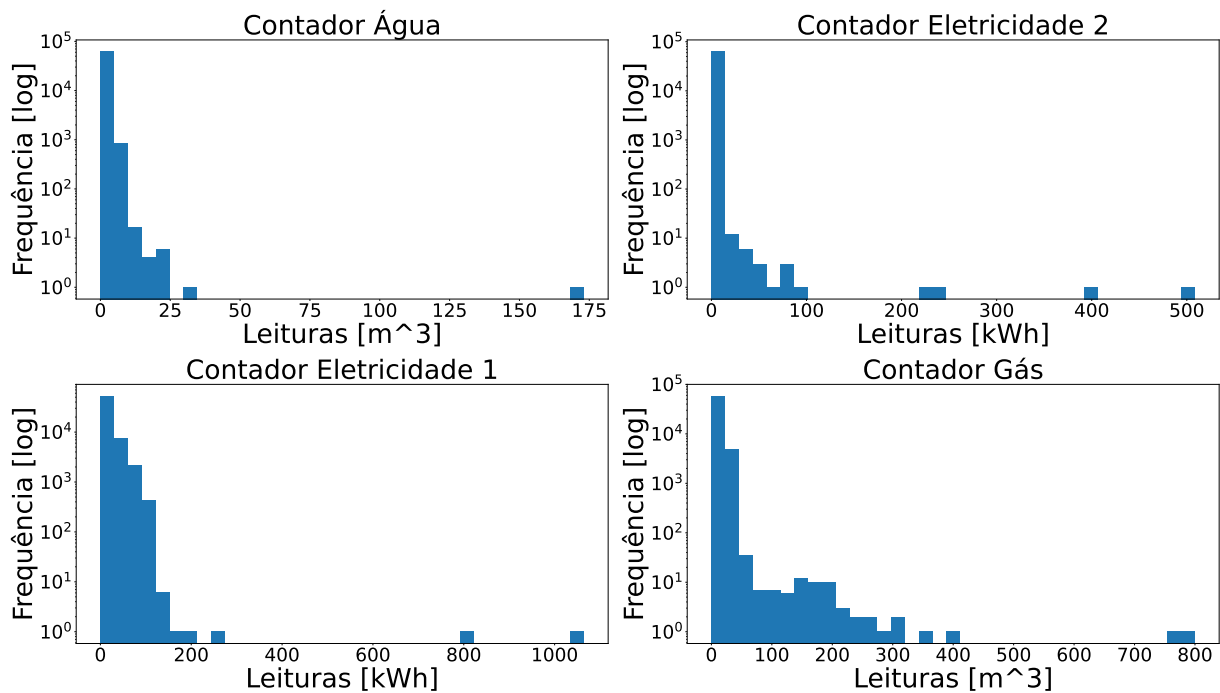 Contador Água
Frequência [log]
10^5
10^4
10^3
10^2
10^1
10^0
0 25 50 75 100 125 150 175
Leituras [m^3]
Contador Eletricidade 2
Frequência [log]
10^5
10^4
10^3
10^2
10^1
10^0
0 100 200 300 400 500
Leituras [kWh]
Contador Eletricidade 1
Frequência [log]
10^4
10^3
10^2
10^1
10^0
0 200 400 600 800 1000
Leituras [kWh]
Contador Gás
Frequência [log]
10^5
10^4
10^3
10^2
10^1
10^0
0 100 200 300 400 500 600 700 800
Leituras [m^3]